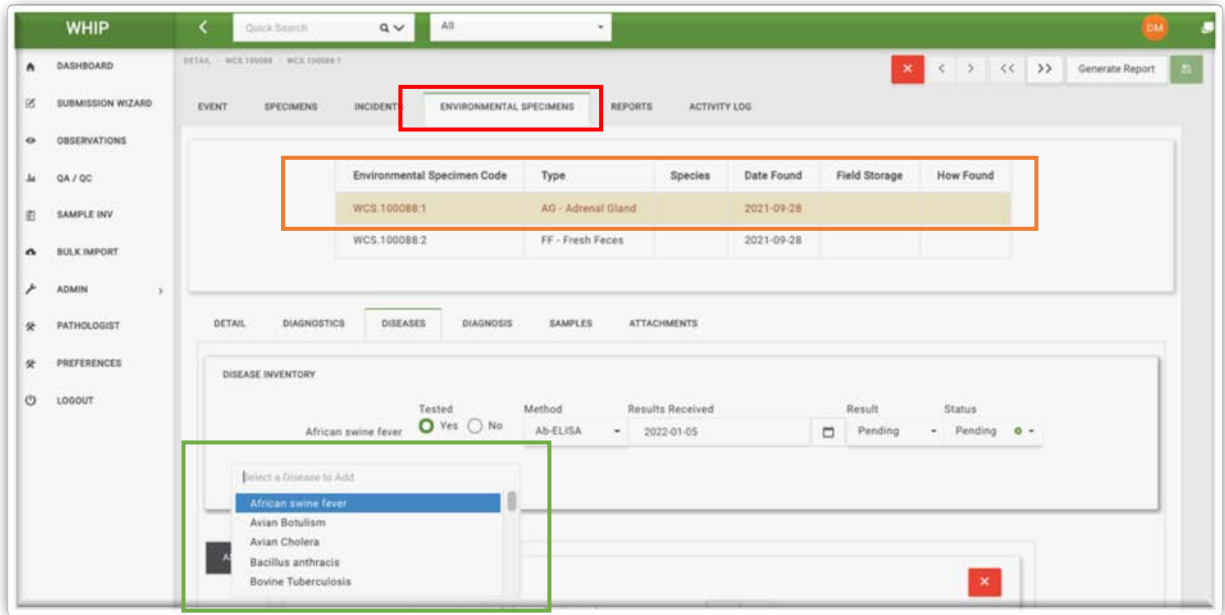 WHIP
Quick Search
All
DM
DASHBOARD
SUBMISSION WIZARD
OBSERVATIONS
QA / QC
SAMPLE INV
BULK IMPORT
ADMIN
PATHOLOGIST
PREFERENCES
LOGOUT
DETAIL - WCS.100088 - WCS.100088:1
Generate Report
EVENT SPECIMENS INCIDENTS ENVIRONMENTAL SPECIMENS REPORTS ACTIVITY LOG
Environmental Specimen Code Type Species Date Found Field Storage How Found
WCS.100088:1 AG - Adrenal Gland 2021-09-28
WCS.100088:2 FF - Fresh Feces 2021-09-28
DETAIL DIAGNOSTICS DISEASES DIAGNOSIS SAMPLES ATTACHMENTS
DISEASE INVENTORY
Tested Method Results Received Result Status
African swine fever Yes No Ab-ELISA 2022-01-05 Pending Pending
Select a Disease to Add
African swine fever
Avian Botulism
Avian Cholera
Bacillus anthracis
Bovine Tuberculosis